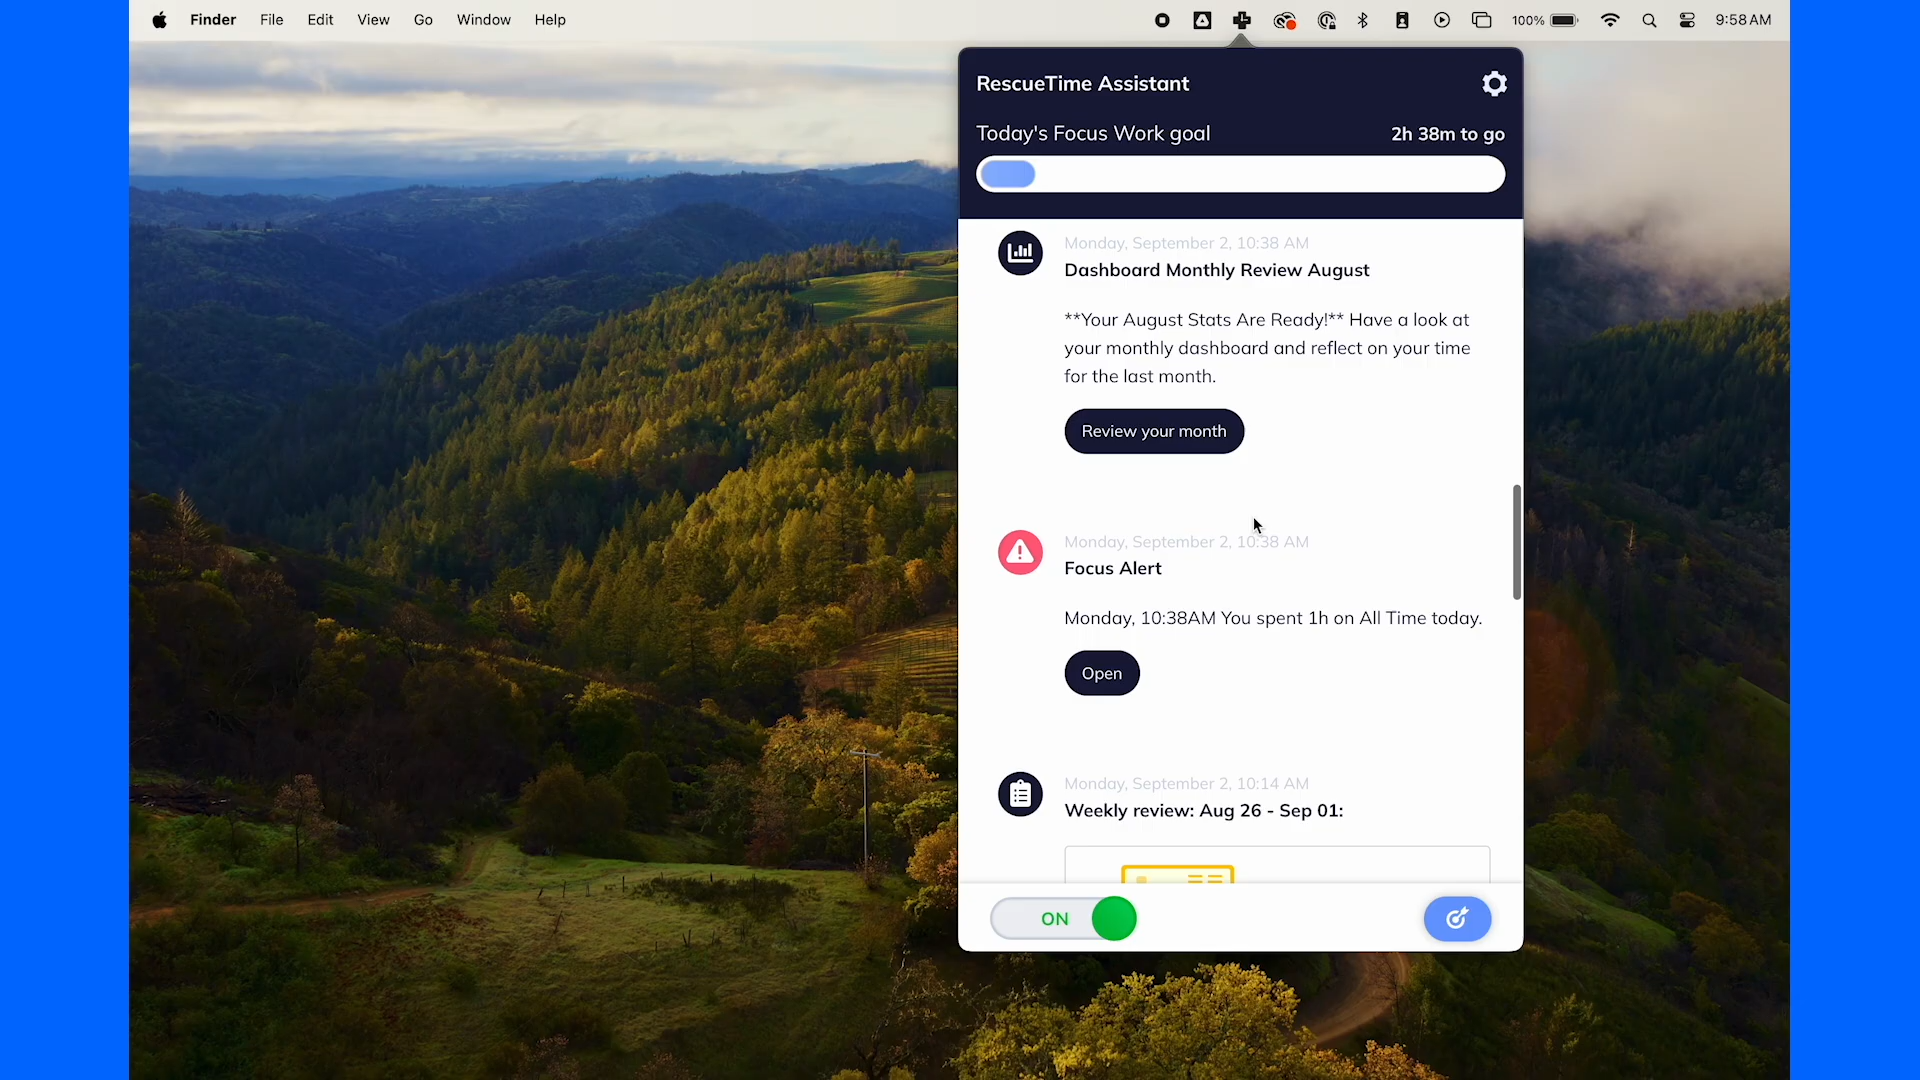 Finder File Edit View Go Window Help 100% 9:58 AM
RescueTime Assistant
Today's Focus Work goal 2h 38m to go
Monday, September 2, 10:38 AM
Dashboard Monthly Review August
**Your August Stats Are Ready!** Have a look at
your monthly dashboard and reflect on your time
for the last month.
Review your month
Monday, September 2, 10:38 AM
Focus Alert
Monday, 10:38AM You spent 1h on All Time today.
Open
Monday, September 2, 10:14 AM
Weekly review: Aug 26 - Sep 01:
ON